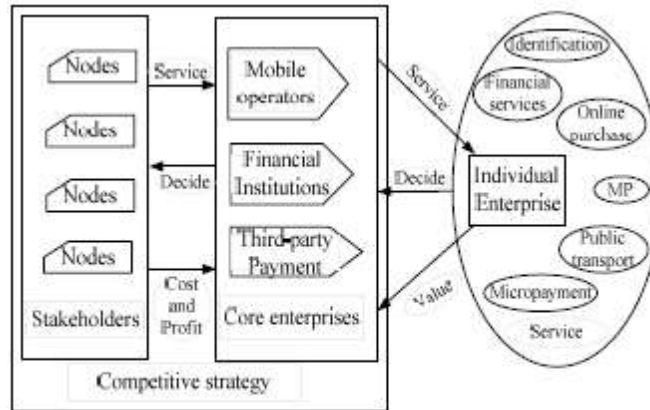 Nodes
Nodes
Nodes
Nodes
Stakeholders
Service
Decide
Cost
and
Profit
Mobile
operators
Financial
Institutions
Third-party
Payment
Core enterprises
Competitive strategy
Service
Decide
Value
Individual
Enterprise
Identification
Financial
services
Online
purchase
MP
Public
transport
Micropayment
Service